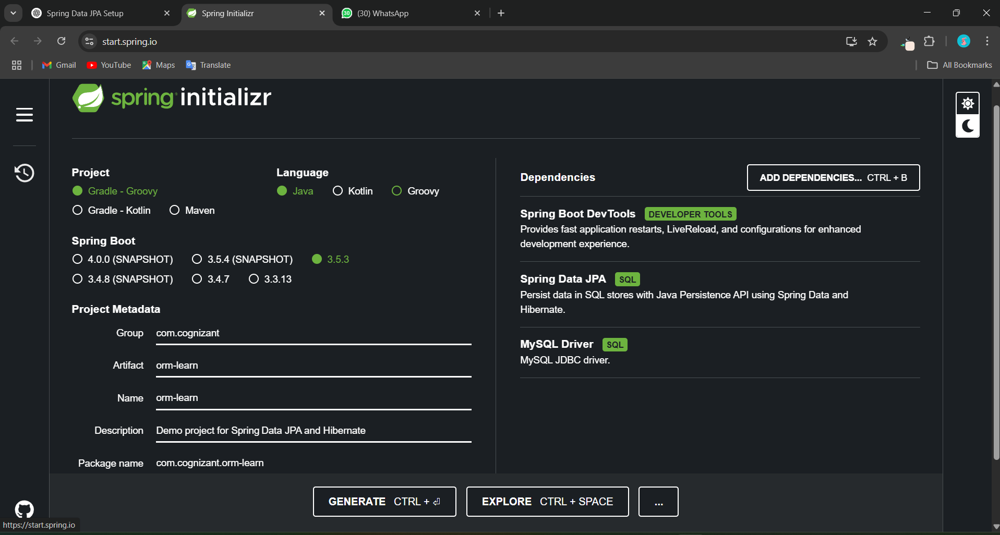 Spring Data JPA Setup
Spring Initializr
30
(30) WhatsApp
start.spring.io
Gmail
YouTube
Maps
Translate
All Bookmarks
spring initializr
Project
Gradle - Groovy
Gradle - Kotlin
Maven
Language
Java
Kotlin
Groovy
Spring Boot
4.0.0 (SNAPSHOT)
3.5.4 (SNAPSHOT)
3.5.3
3.4.8 (SNAPSHOT)
3.4.7
3.3.13
Project Metadata
Group com.cognizant
Artifact orm-learn
Name orm-learn
Description Demo project for Spring Data JPA and Hibernate
Package name com.cognizant.orm-learn
Dependencies
ADD DEPENDENCIES... CTRL + B
Spring Boot DevTools DEVELOPER TOOLS
Provides fast application restarts, LiveReload, and configurations for enhanced
development experience.
Spring Data JPA SQL
Persist data in SQL stores with Java Persistence API using Spring Data and
Hibernate.
MySQL Driver SQL
MySQL JDBC driver.
GENERATE CTRL + ⏎
EXPLORE CTRL + SPACE
...
https://start.spring.io